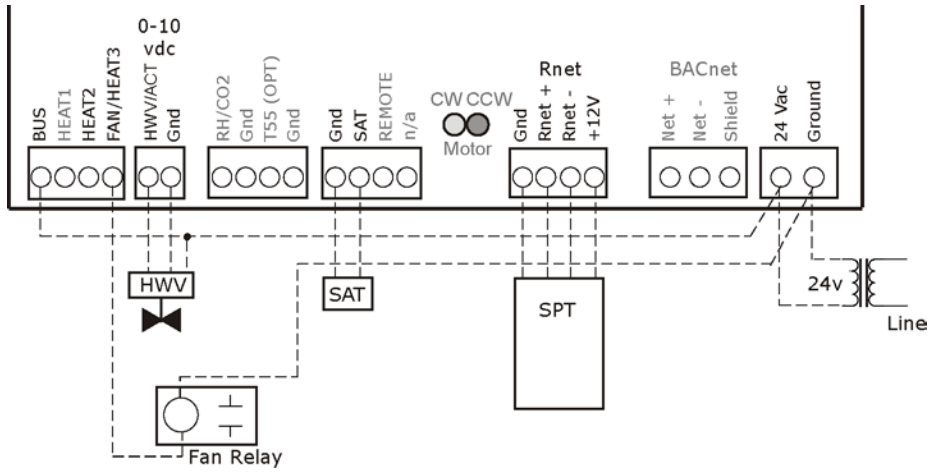 0-10
vdc
BUS
HEAT1
HEAT2
FAN/HEAT3
HWV/ACT
Gnd
RH/CO2
Gnd
T55 (OPT)
Gnd
Gnd
SAT
REMOTE
n/a
CW CCW
Motor
Rnet
Gnd
Rnet +
Rnet -
+12V
BACnet
Net +
Net -
Shield
24 Vac
Ground
HWV
SAT
SPT
24v
Line
Fan Relay